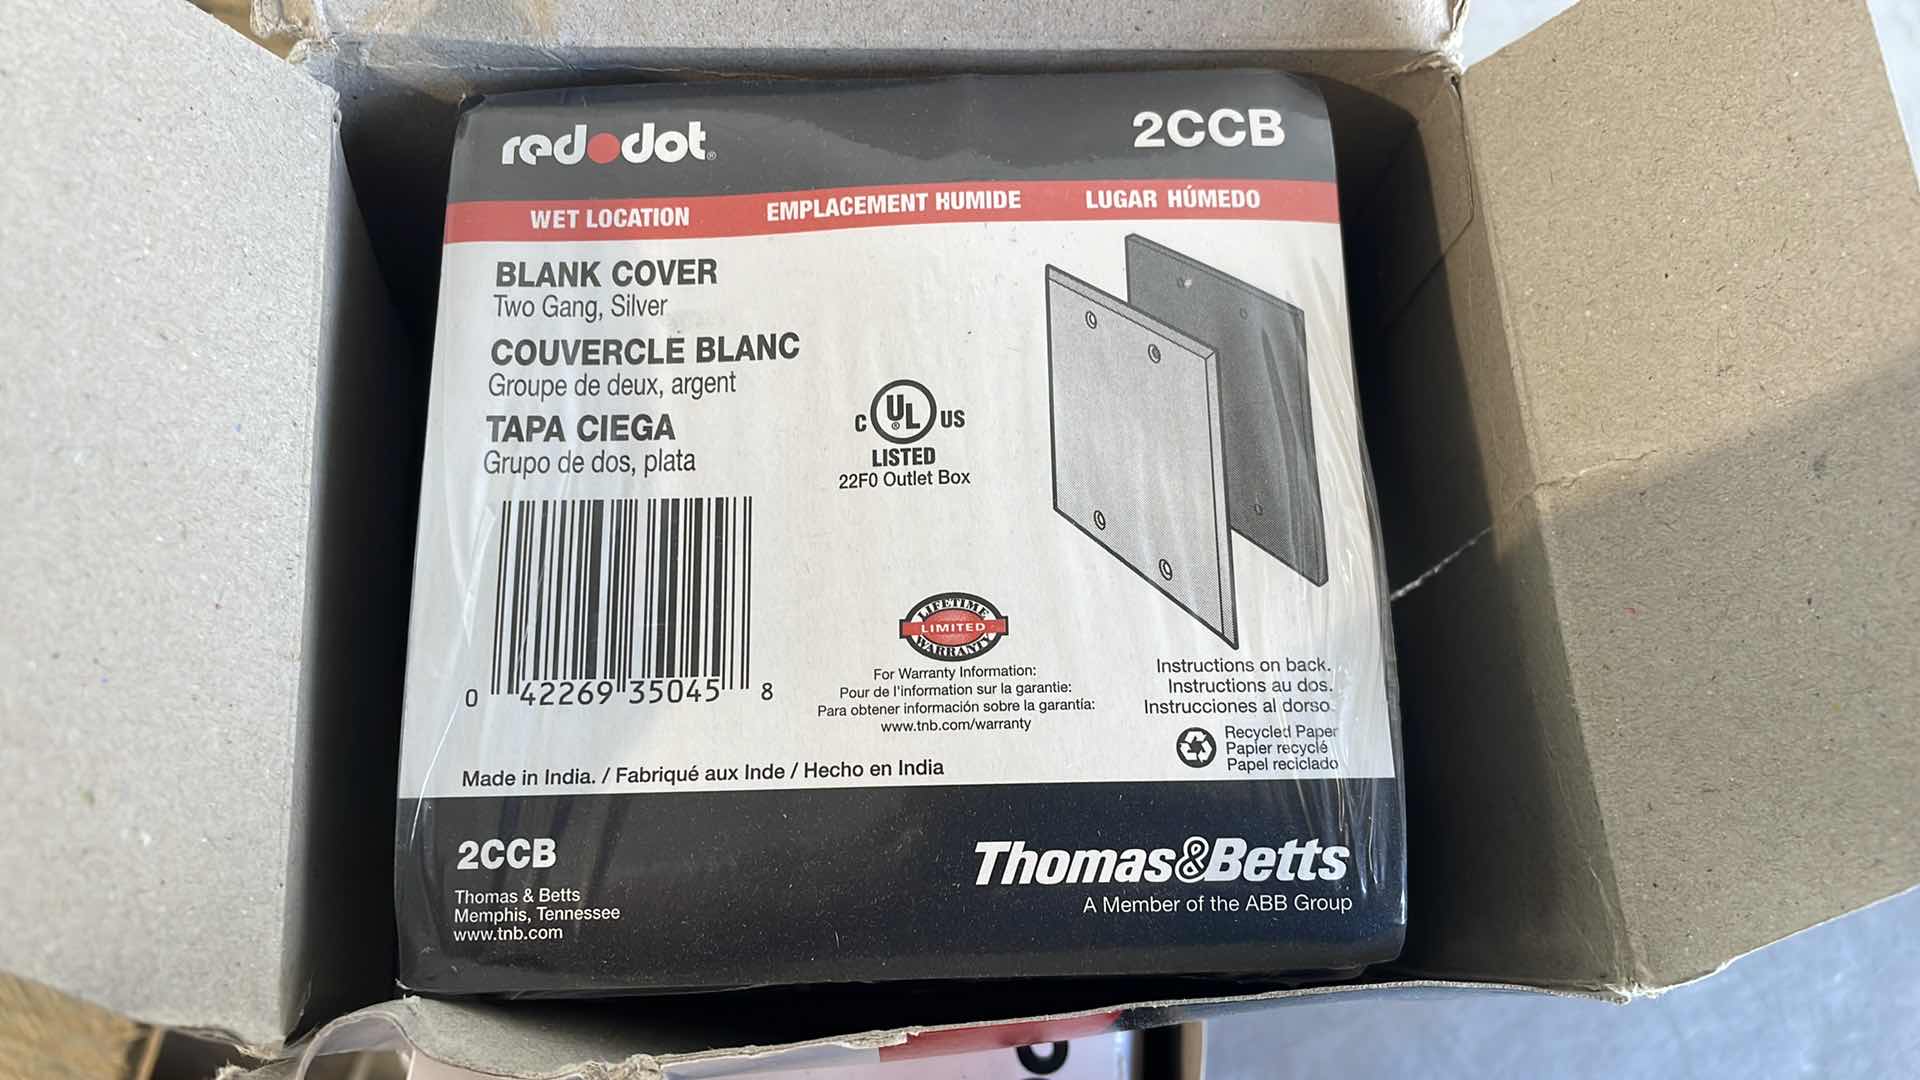 red dot®
2CCB
WET LOCATION EMPLACEMENT HUMIDE LUGAR HÚMEDO
BLANK COVER
Two Gang, Silver
COUVERCLE BLANC
Groupe de deux, argent
TAPA CIEGA
Grupo de dos, plata
C UL® US
LISTED
22F0 Outlet Box
0 42269 35045 8
LIFETIME
LIMITED
WARRANTY
For Warranty Information:
Pour de l'information sur la garantie:
Para obtener información sobre la garantía:
www.tnb.com/warranty
Instructions on back.
Instructions au dos.
Instrucciones al dorso.
Recycled Paper
Papier recyclé
Papel reciclado
Made in India. / Fabriqué aux Inde / Hecho en India
2CCB
Thomas & Betts
Memphis, Tennessee
www.tnb.com
Thomas&Betts
A Member of the ABB Group